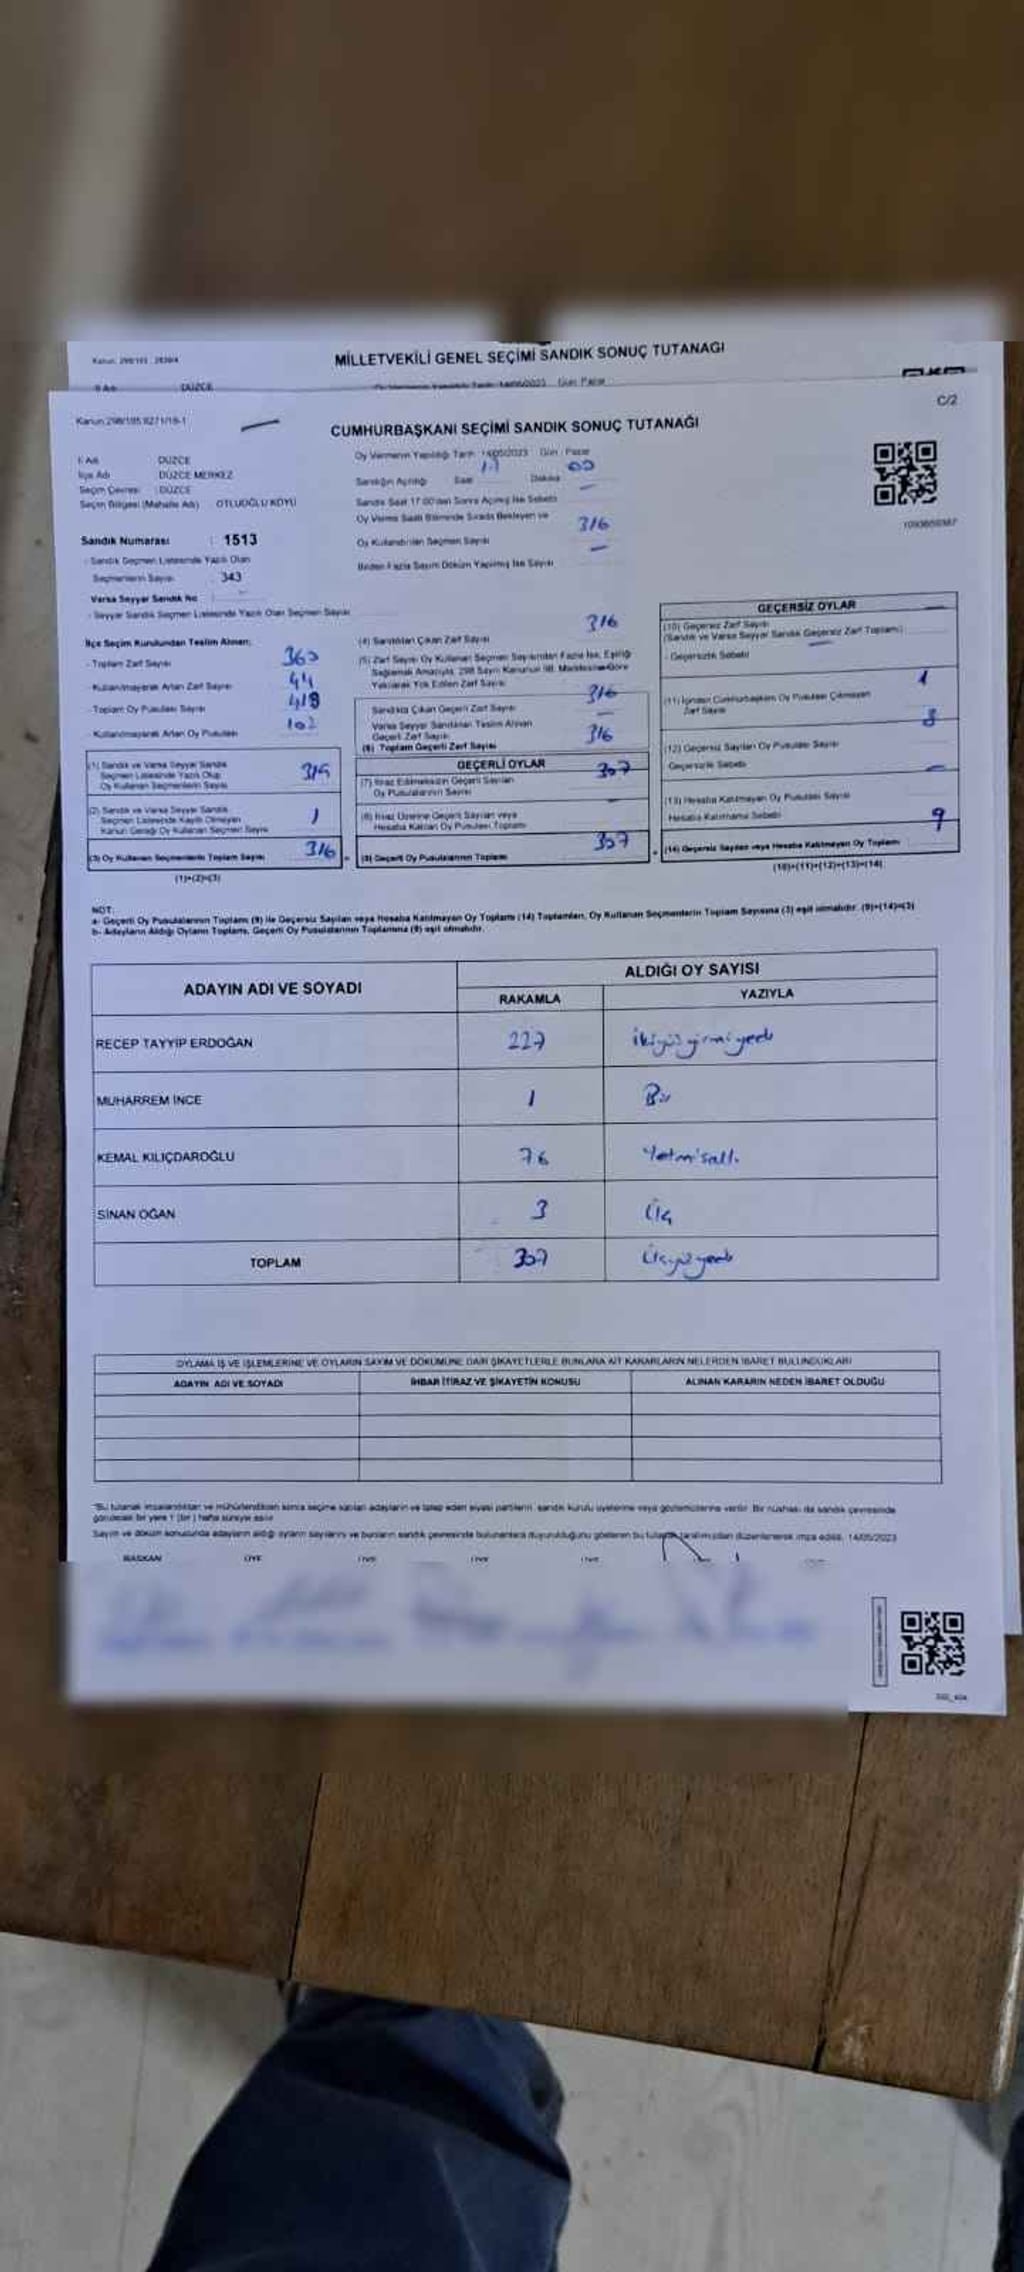 Kanun: 298/105 , 2839/4
MİLLETVEKİLİ GENEL SEÇİMİ SANDIK SONUÇ TUTANAĞI
İl Adı DÜZCE Oy Vermenin Yapıldığı Tarih: 14/05/2023 Gün: Pazar
C/2
Kanun:298/105,6271/18-1
CUMHURBAŞKANI SEÇİMİ SANDIK SONUÇ TUTANAĞI
İl Adı : DÜZCE
İlçe Adı : DÜZCE MERKEZ
Seçim Çevresi : DÜZCE
Seçim Bölgesi (Mahalle Adı) : OTLUOĞLU KÖYÜ
Oy Vermenin Yapıldığı Tarih : 14/05/2023 Gün : Pazar
Sandığın Açıldığı Saat 17 Dakika 00
Sandık Saat 17.00'den Sonra Açılmış İse Sebebi —
Oy Verme Saati Bitiminde Sırada Bekleyen ve
Oy Kullandırılan Seçmen Sayısı 316
Birden Fazla Sayım Döküm Yapılmış İse Sayısı —
Sandık Numarası : 1513
- Sandık Seçmen Listesinde Yazılı Olan
Seçmenlerin Sayısı : 343
Varsa Seyyar Sandık No :
- Seyyar Sandık Seçmen Listesinde Yazılı Olan Seçmen Sayısı
İlçe Seçim Kurulundan Teslim Alınan;
- Toplam Zarf Sayısı 360
- Kullanılmayarak Artan Zarf Sayısı 44
- Toplam Oy Pusulası Sayısı 418
- Kullanılmayarak Artan Oy Pusulası 102
(1) Sandık ve Varsa Seyyar Sandık
Seçmen Listesinde Yazılı Olup
Oy Kullanan Seçmenlerin Sayısı 315
(2) Sandık ve Varsa Seyyar Sandık
Seçmen Listesinde Kayıtlı Olmayan
Kanun Gereği Oy Kullanan Seçmen Sayısı 1
(3) Oy Kullanan Seçmenlerin Toplam Sayısı 316
(1)+(2)=(3)
(4) Sandıktan Çıkan Zarf Sayısı 316
(5) Zarf Sayısı Oy Kullanan Seçmen Sayısından Fazla İse, Eşitliği
Sağlamak Amacıyla, 298 Sayılı Kanunun 98. Maddesine Göre
Yakılarak Yok Edilen Zarf Sayısı
Sandıkta Çıkan Geçerli Zarf Sayısı 316
Varsa Seyyar Sandıktan Teslim Alınan
Geçerli Zarf Sayısı —
(6) Toplam Geçerli Zarf Sayısı 316
GEÇERLİ OYLAR
(7) İtiraz Edilmeksizin Geçerli Sayılan
Oy Pusulalarının Sayısı 307
(8) İtiraz Üzerine Geçerli Sayılan veya
Hesaba Katılan Oy Pusulası Toplamı —
(9) Geçerli Oy Pusulalarının Toplamı 307
GEÇERSİZ OYLAR
(10) Geçersiz Zarf Sayısı —
(Sandık ve Varsa Seyyar Sandık Geçersiz Zarf Toplamı)
- Geçersizlik Sebebi —
(11) İçinden Cumhurbaşkanı Oy Pusulası Çıkmayan
Zarf Sayısı 1
(12) Geçersiz Sayılan Oy Pusulası Sayısı 8
Geçersizlik Sebebi
(13) Hesaba Katılmayan Oy Pusulası Sayısı —
Hesaba Katılmama Sebebi
(14) Geçersiz Sayılan veya Hesaba Katılmayan Oy Toplamı 9
(10)+(11)+(12)+(13)=(14)
NOT:
a- Geçerli Oy Pusulalarının Toplamı (9) ile Geçersiz Sayılan veya Hesaba Katılmayan Oy Toplamı (14) Toplamları, Oy Kullanan Seçmenlerin Toplam Sayısına (3) eşit olmalıdır. (9)+(14)=(3)
b- Adayların Aldığı Oyların Toplamı, Geçerli Oy Pusulalarının Toplamına (9) eşit olmalıdır.
ADAYIN ADI VE SOYADI
ALDIĞI OY SAYISI
RAKAMLA YAZIYLA
RECEP TAYYİP ERDOĞAN 227 ikiyüzyirmiyedi
MUHARREM İNCE 1 Bir
KEMAL KILIÇDAROĞLU 76 Yetmişaltı
SİNAN OĞAN 3 Üç
TOPLAM 307 Üçyüzyedi
OYLAMA İŞ VE İŞLEMLERİNE VE OYLARIN SAYIM VE DÖKÜMÜNE DAİR ŞİKAYETLERLE BUNLARA AİT KARARLARIN NELERDEN İBARET BULUNDUKLARI
ADAYIN ADI VE SOYADI İHBAR İTİRAZ VE ŞİKAYETİN KONUSU ALINAN KARARIN NEDEN İBARET OLDUĞU
"Bu tutanak imzalandıktan ve mühürlendikten sonra seçime katılan adayların ve talep eden siyasi partilerin sandık kurulu üyelerine veya gözlemcilerine verilir. Bir nüshası da sandık çevresinde
görülecek bir yere 1 (bir) hafta süreyle asılır.
Sayım ve döküm sonucunda adayların aldığı oyların sayılarını ve bunların sandık çevresinde bulunanlara duyurulduğunu gösteren bu tutanak tarafımızdan düzenlenerek imza edildi. 14/05/2023
BAŞKAN ÜYE ÜYE ÜYE ÜYE